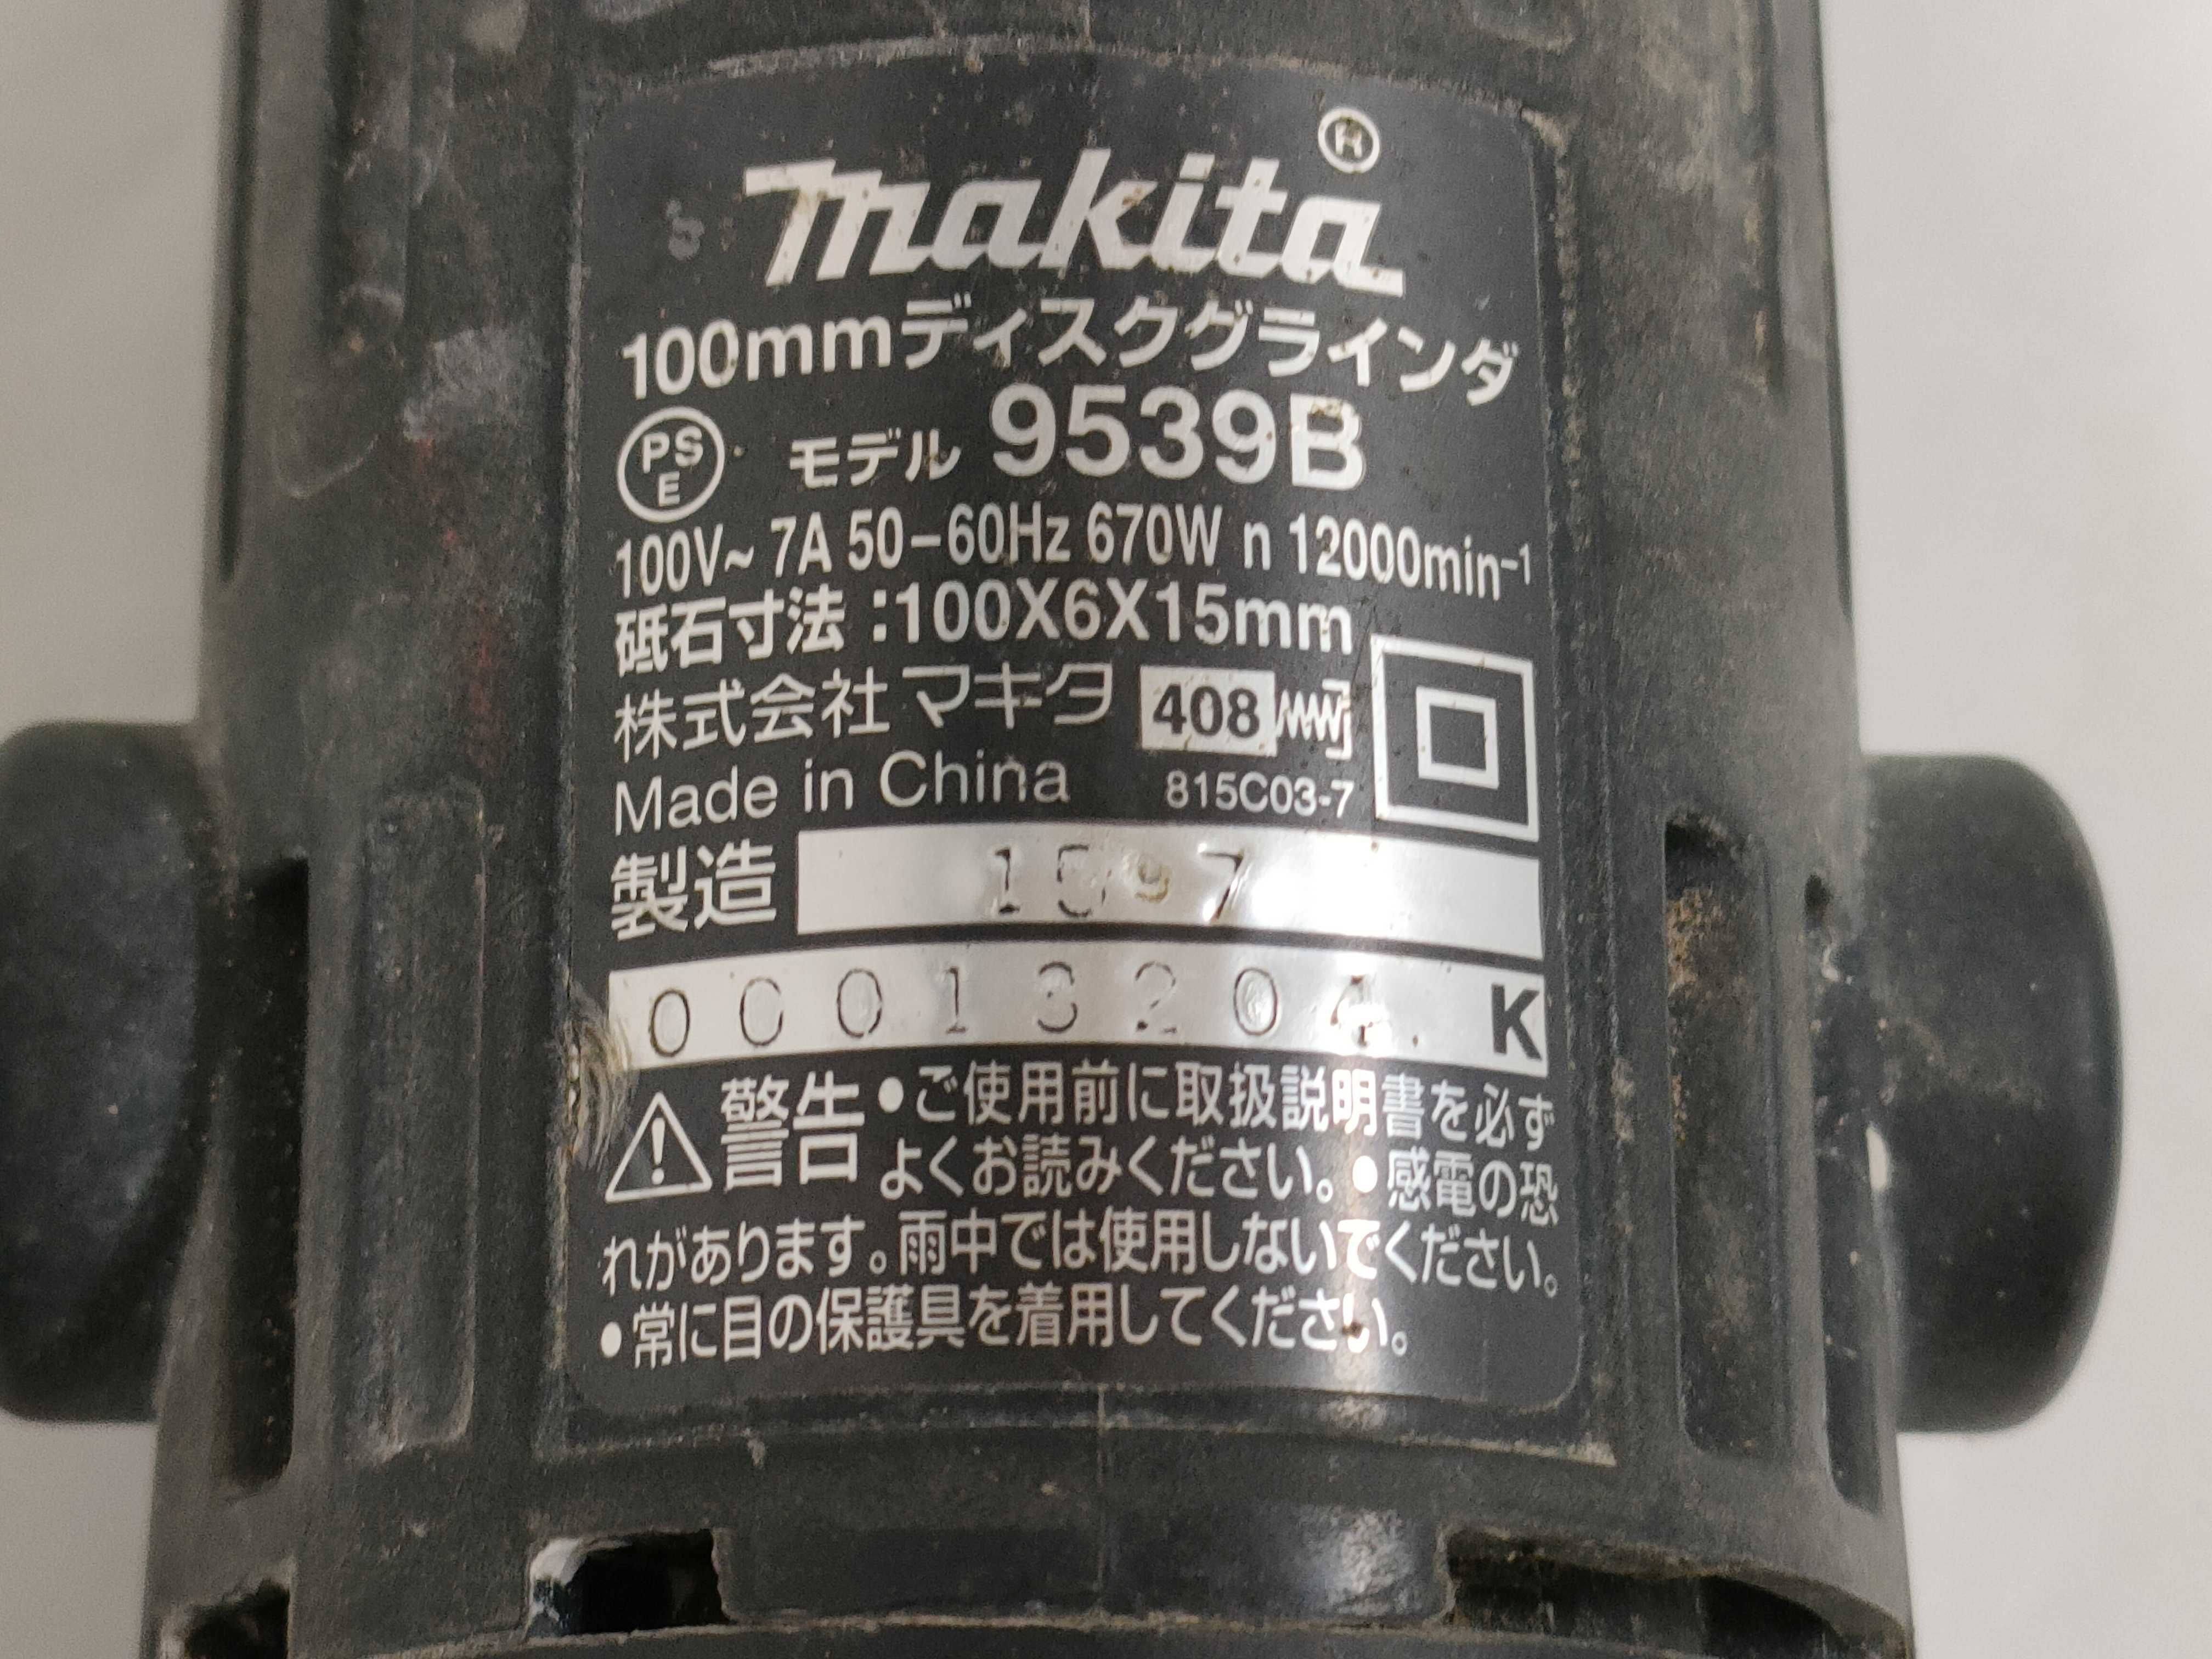 makita®
100mmディスクグラインダ
PSE モデル 9539B
100V~ 7A 50-60Hz 670W n 12000min-1
砥石寸法:100X6X15mm
株式会社マキタ 408
Made in China 815C03-7
製造
00013204. K
警告 •ご使用前に取扱説明書を必ず
よくお読みください。•感電の恐
れがあります。雨中では使用しないでください。
•常に目の保護具を着用してください。